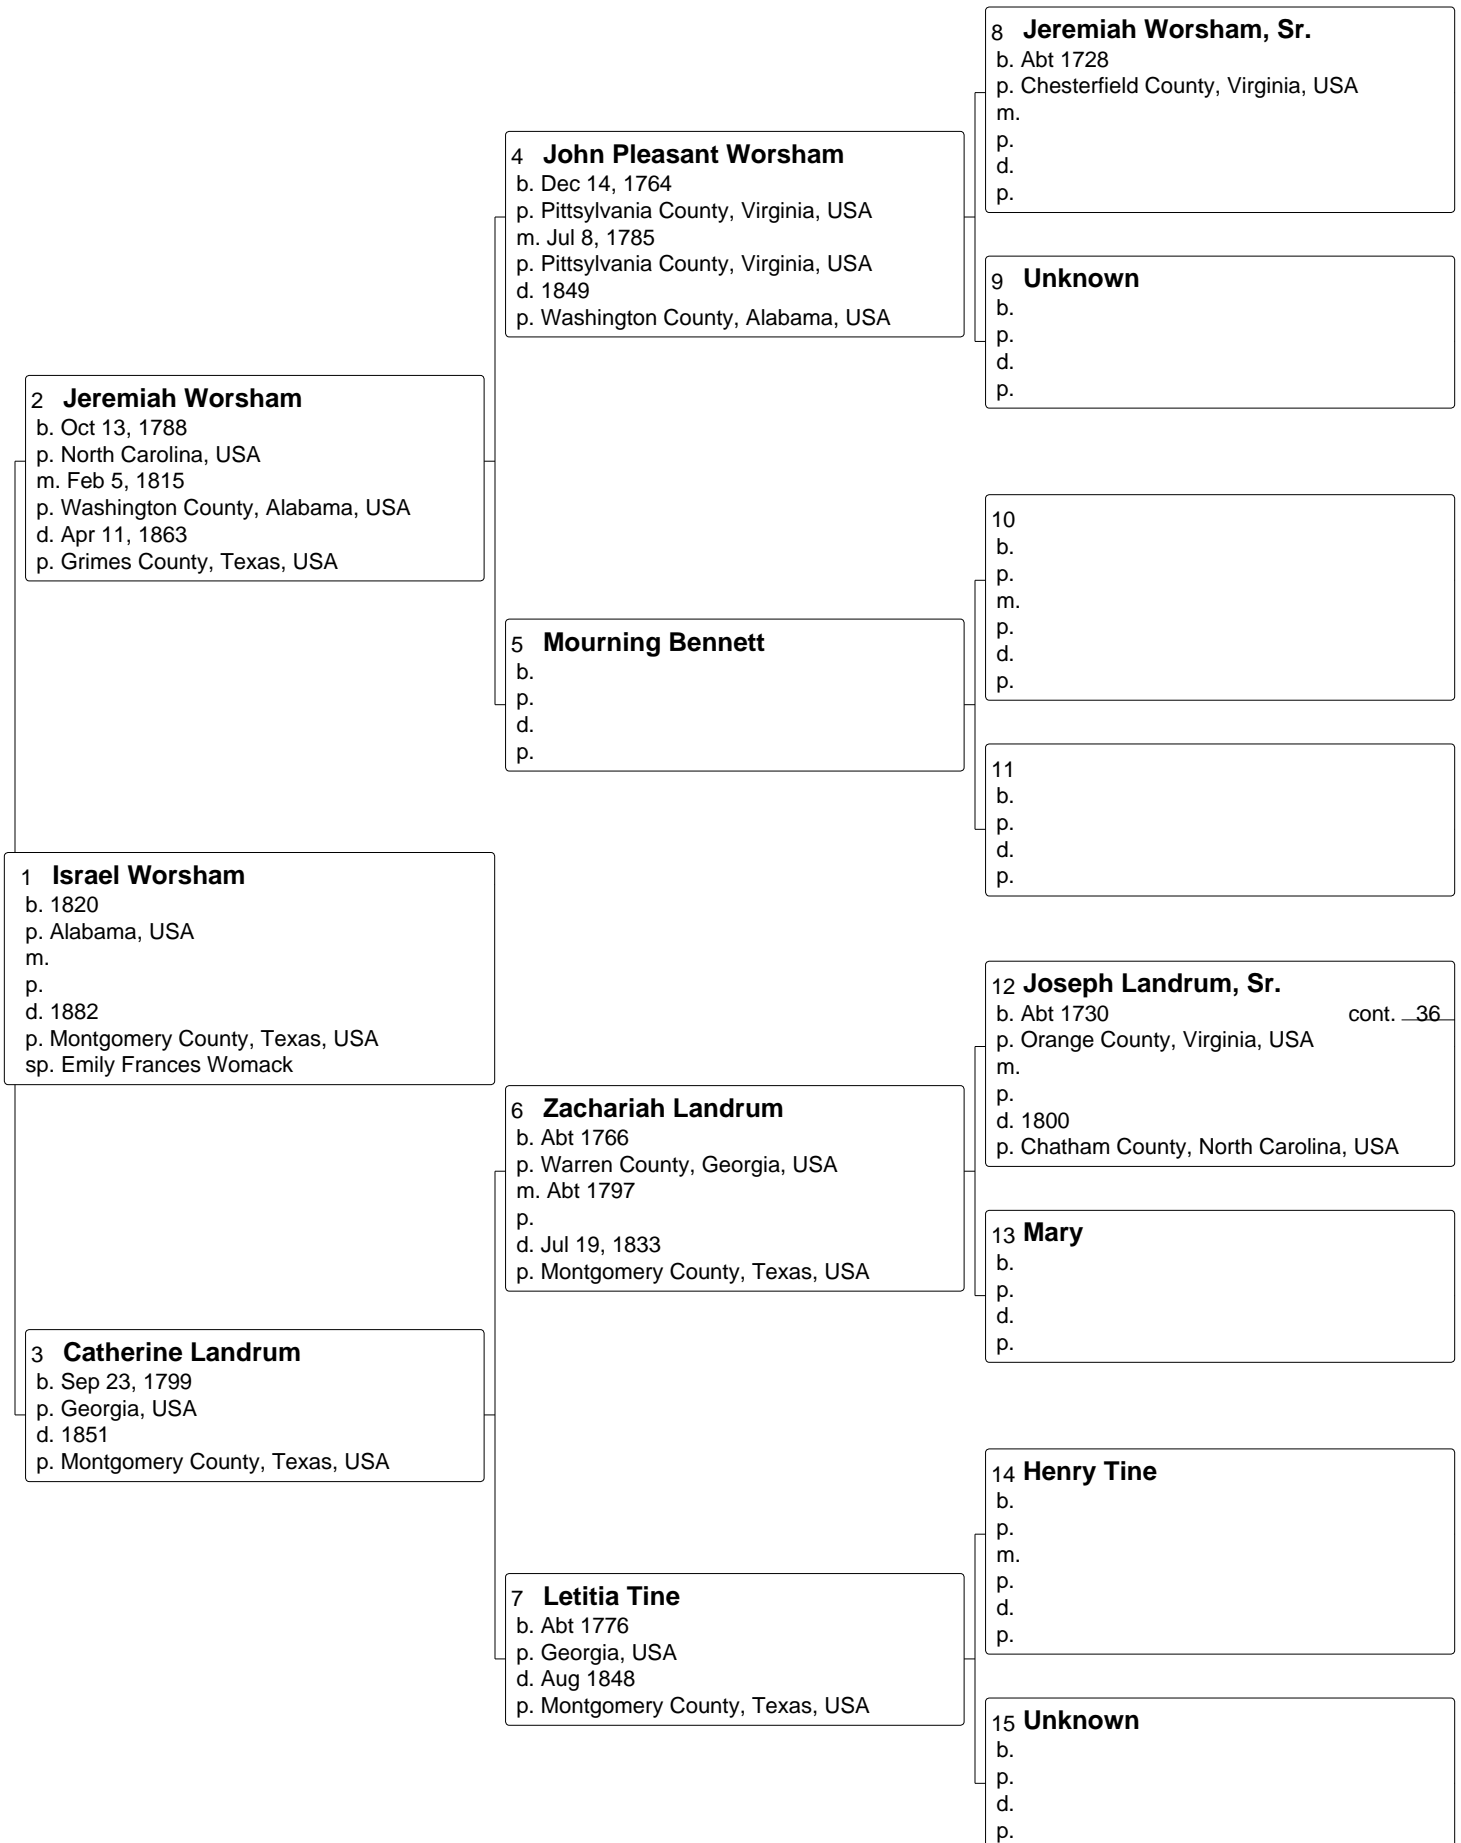 8 Jeremiah Worsham, Sr.
b. Abt 1728
p. Chesterfield County, Virginia, USA
m.
p.
d.
p.
4 John Pleasant Worsham
b. Dec 14, 1764
p. Pittsylvania County, Virginia, USA
m. Jul 8, 1785
p. Pittsylvania County, Virginia, USA
d. 1849
p. Washington County, Alabama, USA
9 Unknown
b.
p.
d.
p.
2 Jeremiah Worsham
b. Oct 13, 1788
p. North Carolina, USA
m. Feb 5, 1815
p. Washington County, Alabama, USA
d. Apr 11, 1863
p. Grimes County, Texas, USA
10
b.
p.
m.
p.
d.
p.
5 Mourning Bennett
b.
p.
d.
p.
11
b.
p.
d.
p.
1 Israel Worsham
b. 1820
p. Alabama, USA
m.
p.
d. 1882
p. Montgomery County, Texas, USA
sp. Emily Frances Womack
12 Joseph Landrum, Sr.
b. Abt 1730 cont. 36
p. Orange County, Virginia, USA
m.
p.
d. 1800
p. Chatham County, North Carolina, USA
6 Zachariah Landrum
b. Abt 1766
p. Warren County, Georgia, USA
m. Abt 1797
p.
d. Jul 19, 1833
p. Montgomery County, Texas, USA
13 Mary
b.
p.
d.
p.
3 Catherine Landrum
b. Sep 23, 1799
p. Georgia, USA
d. 1851
p. Montgomery County, Texas, USA
14 Henry Tine
b.
p.
m.
p.
d.
p.
7 Letitia Tine
b. Abt 1776
p. Georgia, USA
d. Aug 1848
p. Montgomery County, Texas, USA
15 Unknown
b.
p.
d.
p.